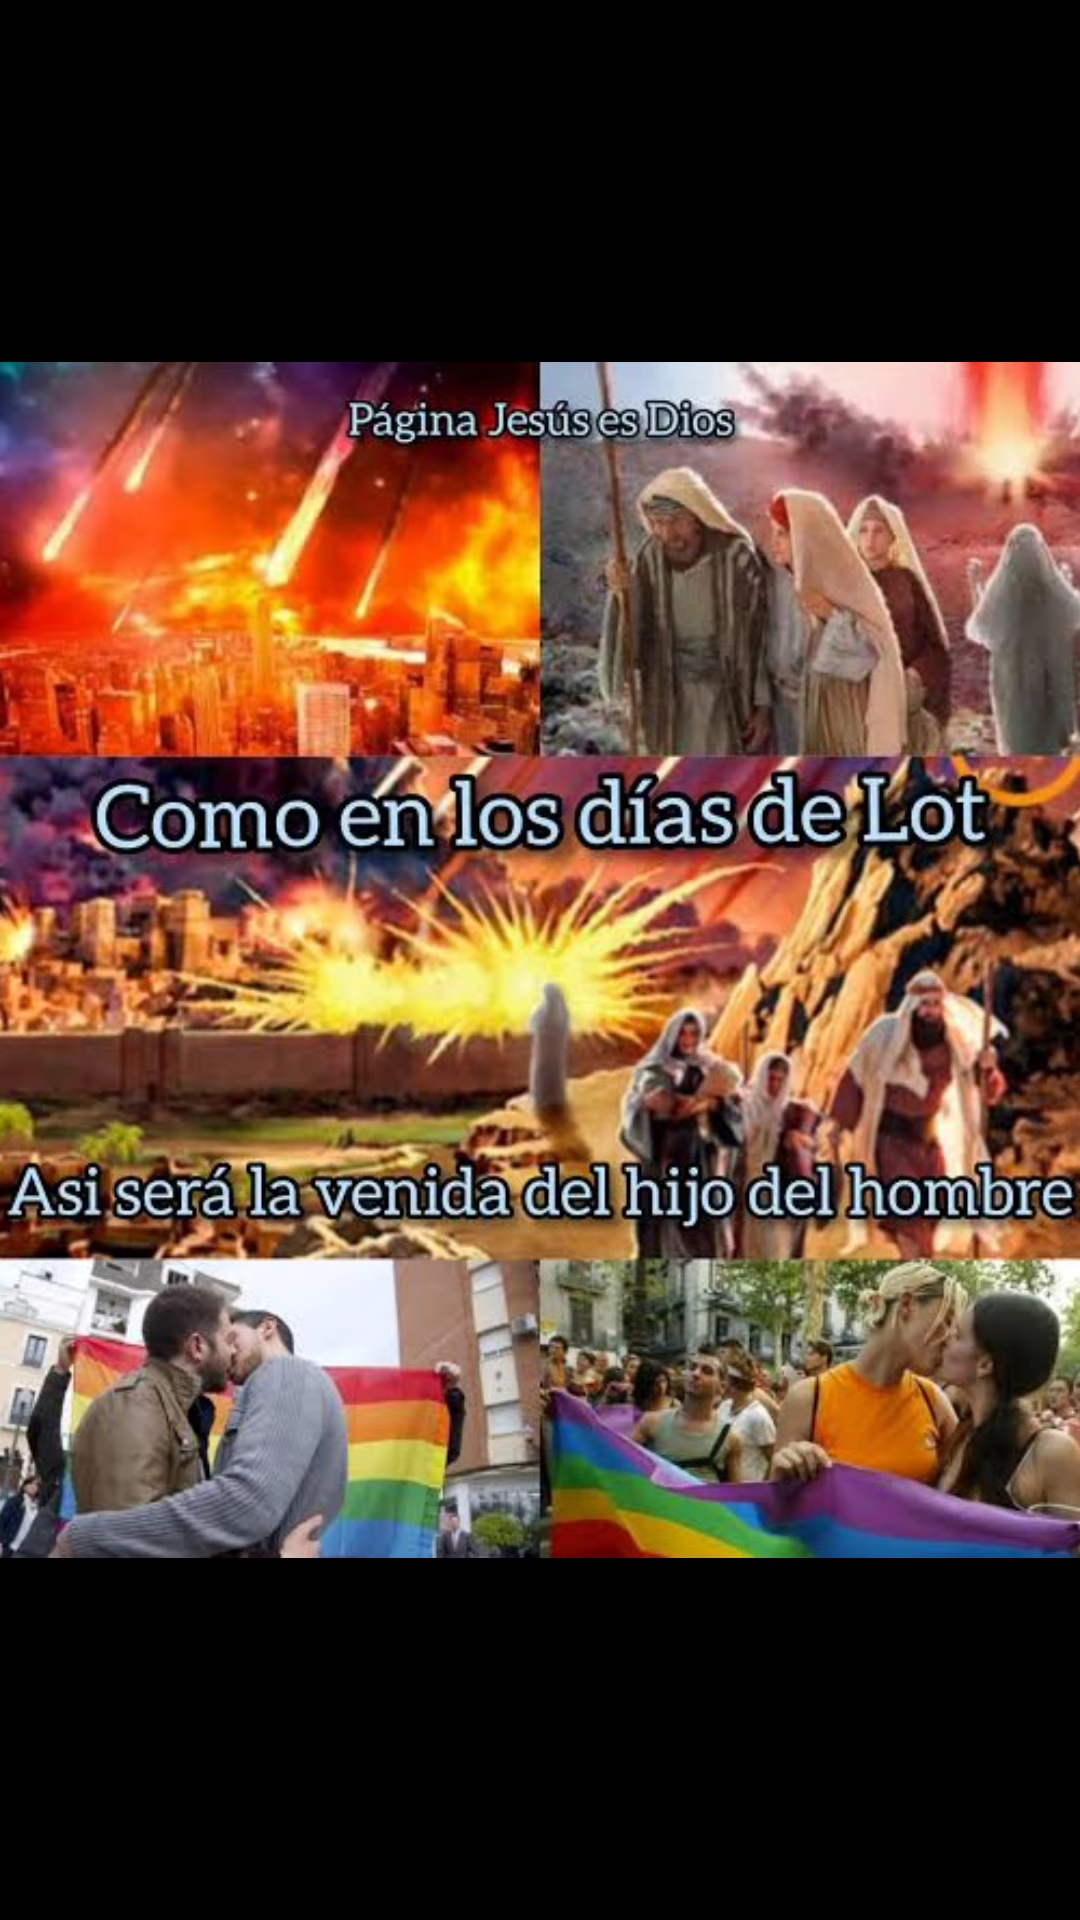 Página Jesús es Dios
Como en los días de Lot
Asi será la venida del hijo del hombre